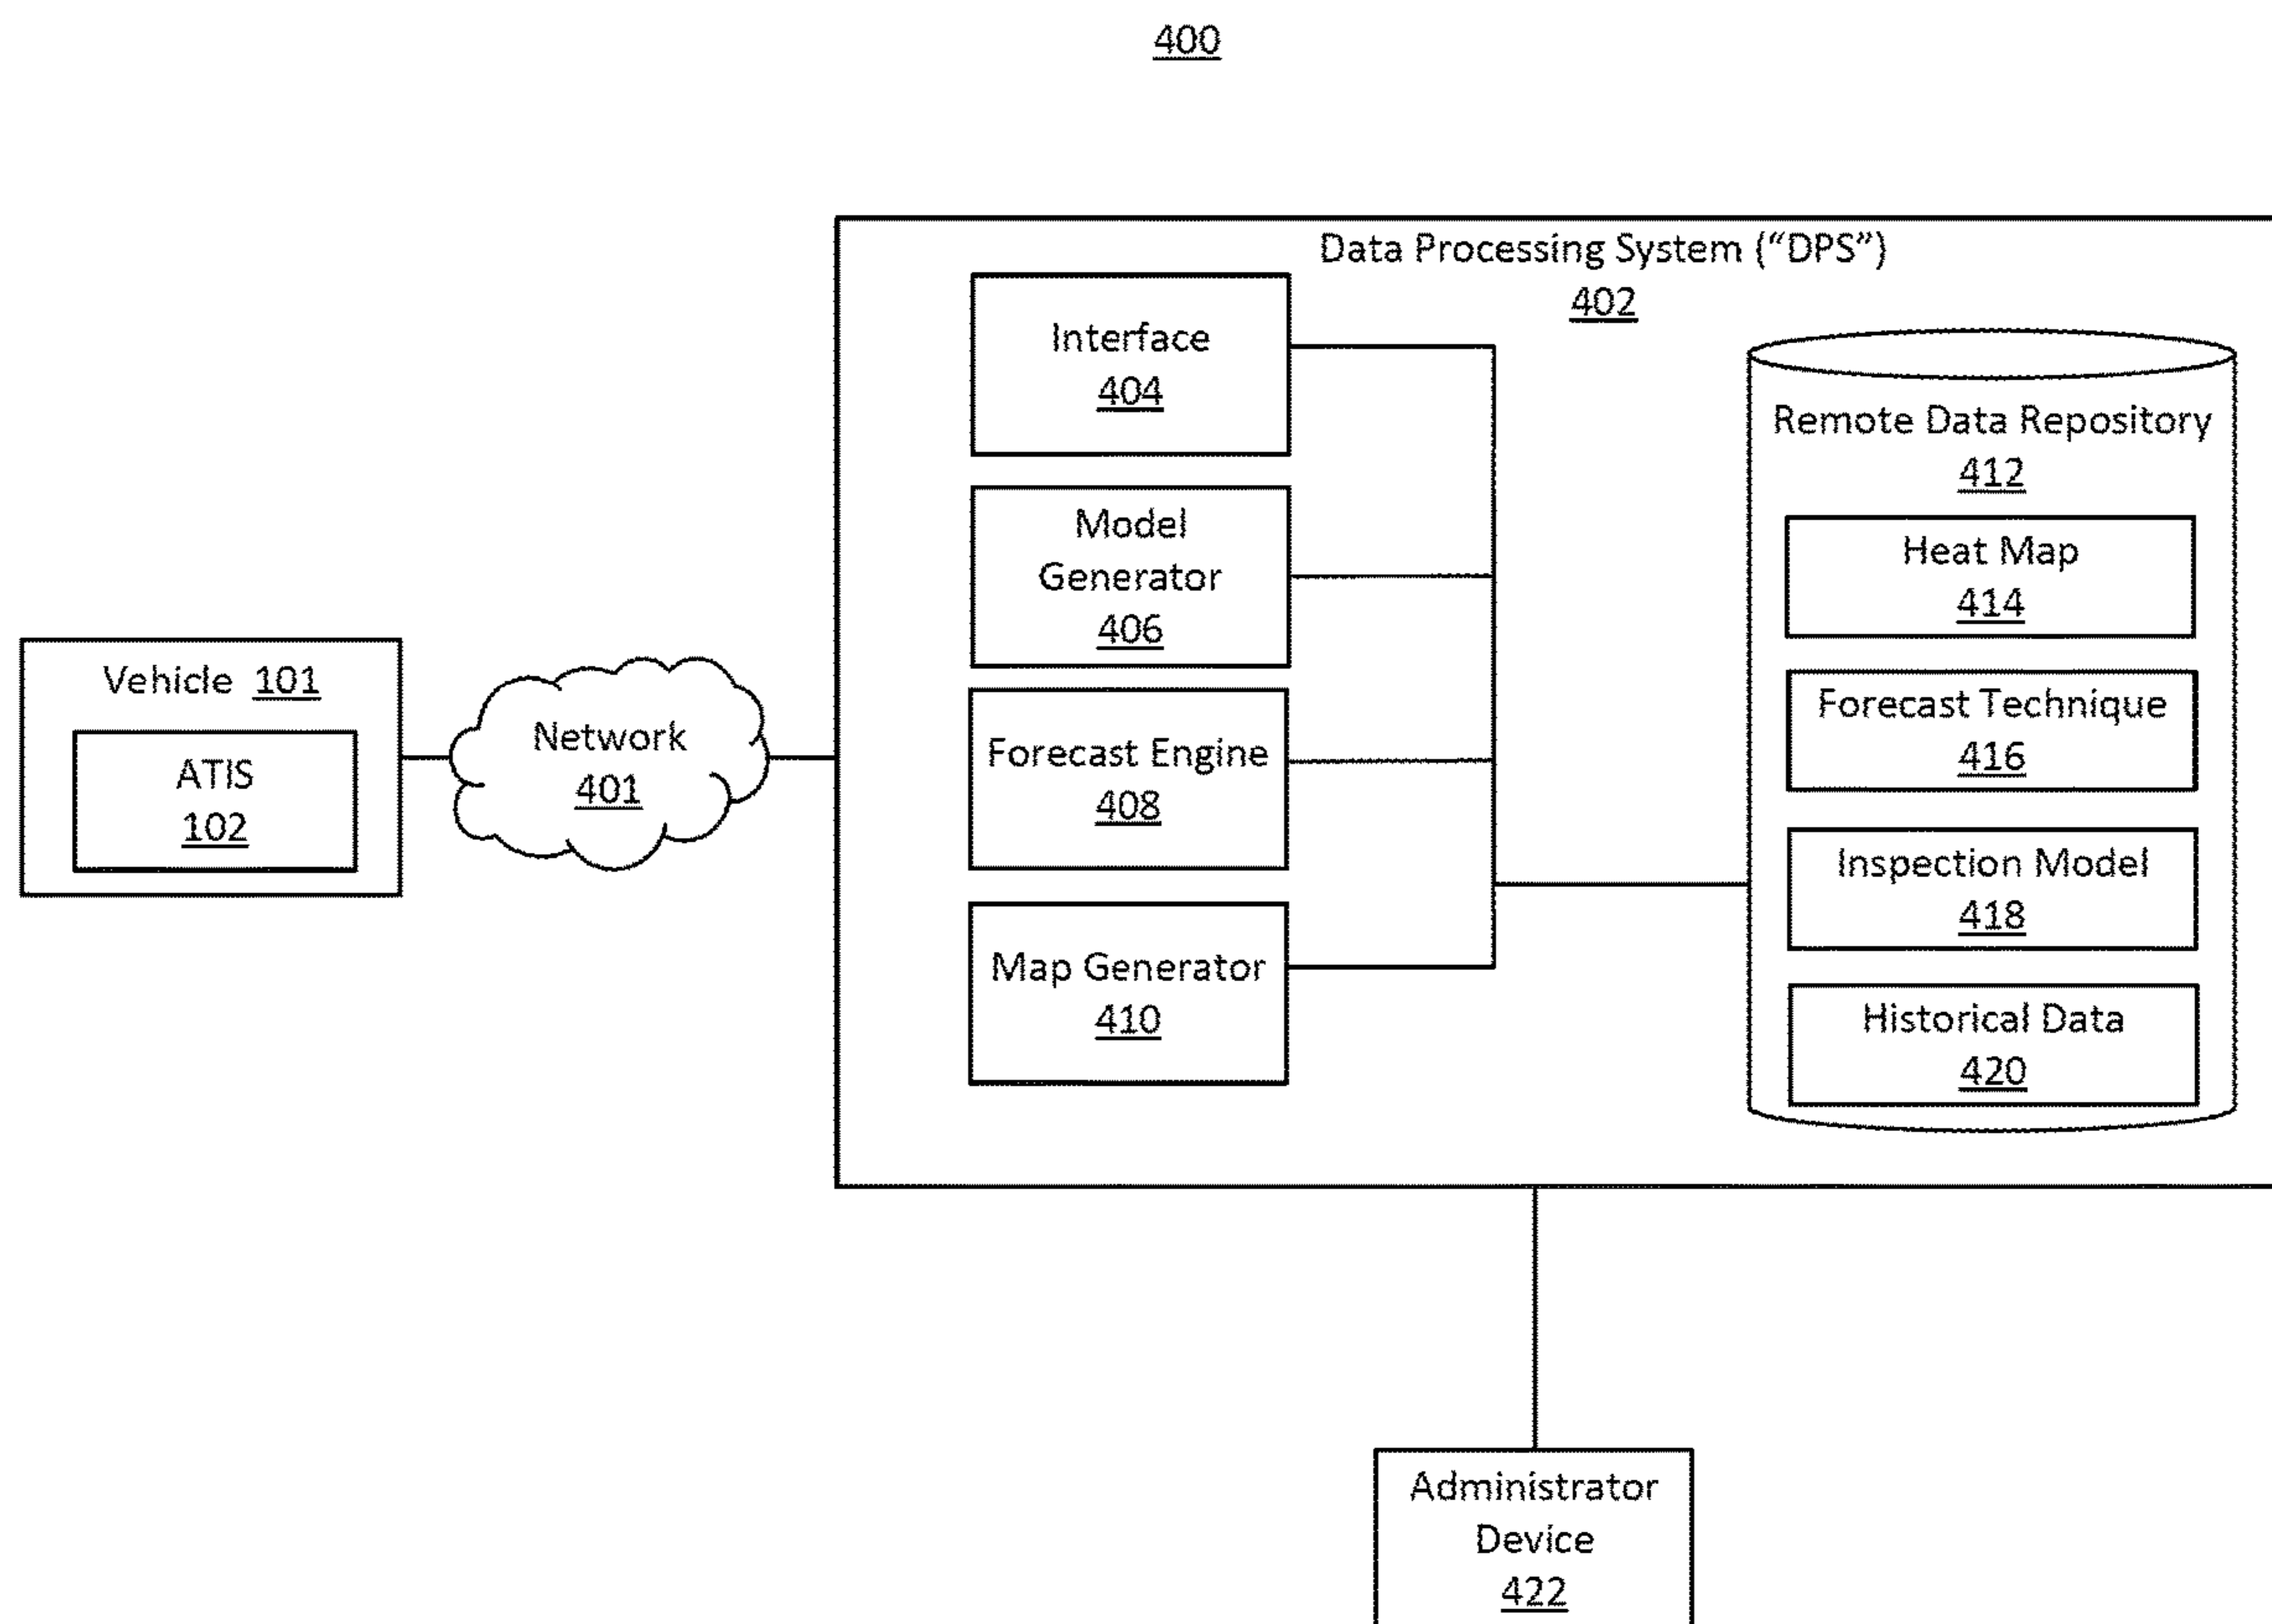 400
Data Processing System (“DPS”)
402
Interface
404
Model
Generator
406
Forecast Engine
408
Map Generator
410
Remote Data Repository
412
Heat Map
414
Forecast Technique
416
Inspection Model
418
Historical Data
420
Vehicle 101
ATIS
102
Network
401
Administrator
Device
422